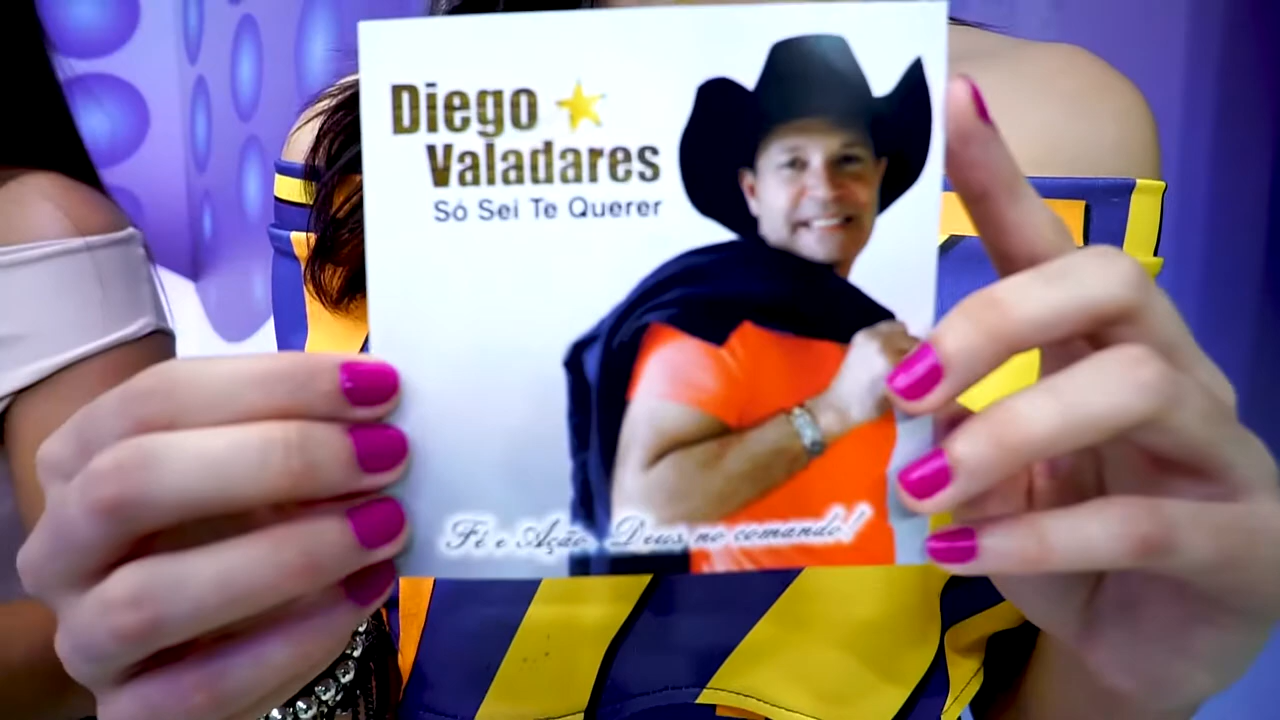 Diego
Valadares
Só Sei Te Querer
Fé e Ação Deus no comando!